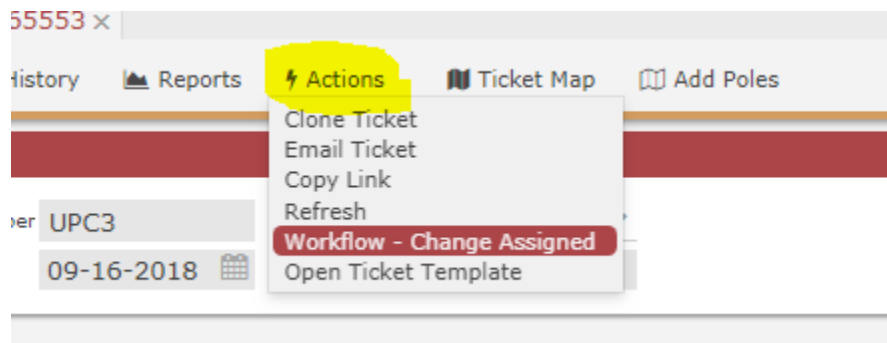 55553 ×
History Reports Actions Ticket Map Add Poles
Clone Ticket
Email Ticket
Copy Link
Refresh
UPC3
Workflow - Change Assigned
09-16-2018
Open Ticket Template